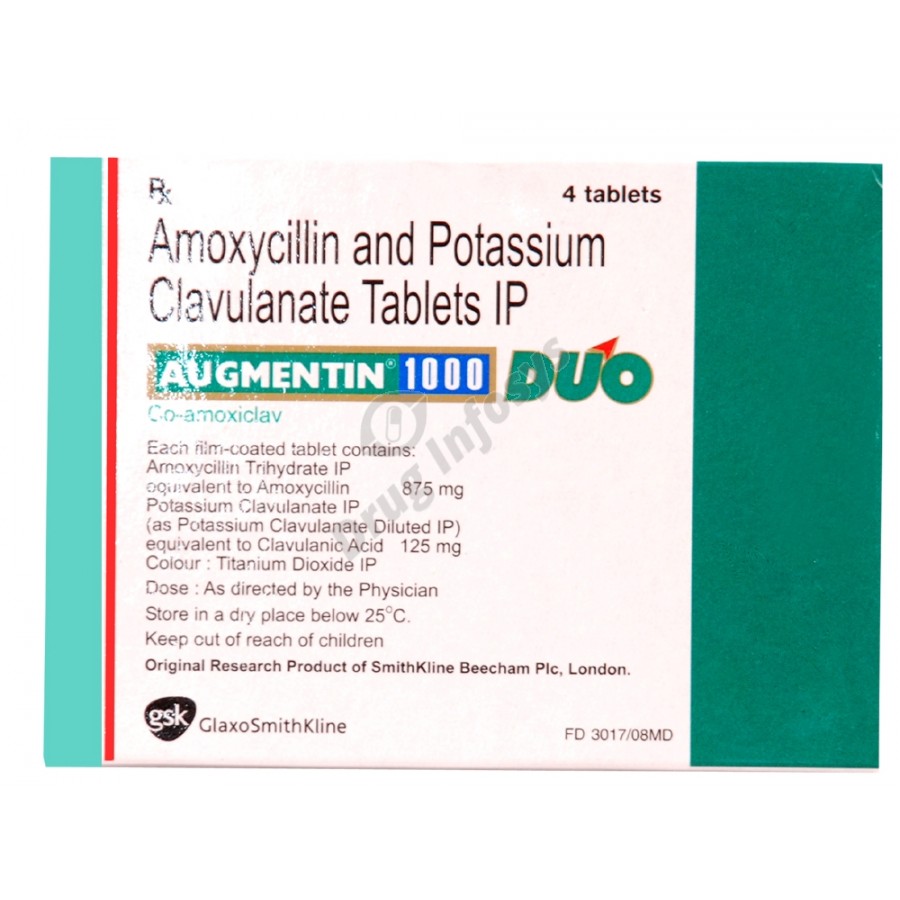 Rx
4 tablets
Amoxycillin and Potassium
Clavulanate Tablets IP
AUGMENTIN® 1000 DUO
Co-amoxiclav
Each film-coated tablet contains:
Amoxycillin Trihydrate IP
equivalent to Amoxycillin 875 mg
Potassium Clavulanate IP
(as Potassium Clavulanate Diluted IP)
equivalent to Clavulanic Acid 125 mg
Colour : Titanium Dioxide IP
Dose : As directed by the Physician
Store in a dry place below 25°C.
Keep out of reach of children
Original Research Product of SmithKline Beecham Plc, London.
gsk GlaxoSmithKline
FD 3017/08MD
Drug Infosys